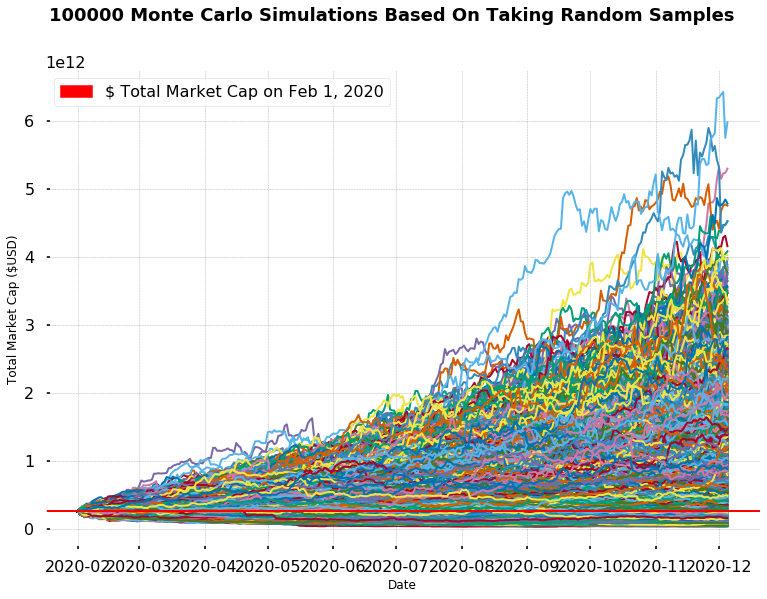 100000 Monte Carlo Simulations Based On Taking Random Samples
1e12
$ Total Market Cap on Feb 1, 2020
6
5
4
3
2
1
0
Total Market Cap ($USD)
2020-02 2020-03 2020-04 2020-05 2020-06 2020-07 2020-08 2020-09 2020-10 2020-11 2020-12
Date